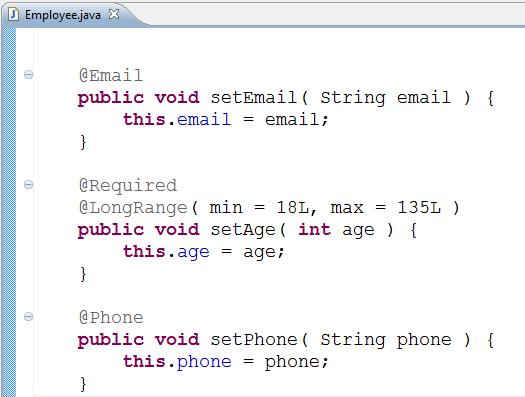 Employee.java
@Email
public void setEmail( String email ) {
this.email = email;
}
@Required
@LongRange( min = 18L, max = 135L )
public void setAge( int age ) {
this.age = age;
}
@Phone
public void setPhone( String phone ) {
this.phone = phone;
}